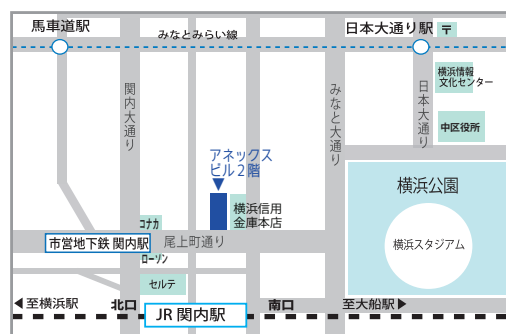 馬車道駅
みなとみらい線
日本大通り駅
〒
関内大通り
みなと大通り
日本大通り
横浜情報
文化センター
中区役所
アネックス
ビル2階
横浜公園
横浜信用
金庫本店
コナカ
横浜スタジアム
市営地下鉄 関内駅
尾上町通り
ローソン
セルテ
至横浜駅
北口
JR 関内駅
南口
至大船駅